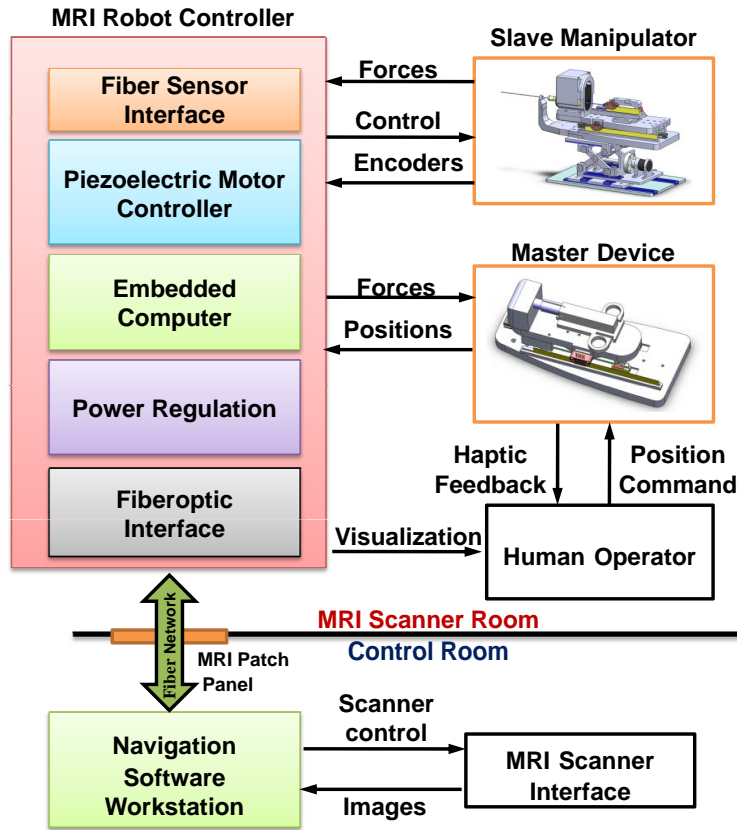 MRI Robot Controller
Fiber Sensor
Interface
Piezoelectric Motor
Controller
Embedded
Computer
Power Regulation
Fiberoptic
Interface
Slave Manipulator
Forces
Control
Encoders
Master Device
Forces
Positions
Haptic
Feedback
Position
Command
Visualization
Human Operator
MRI Scanner Room
Control Room
Fiber Network
MRI Patch
Panel
Navigation
Software
Workstation
Scanner
control
Images
MRI Scanner
Interface